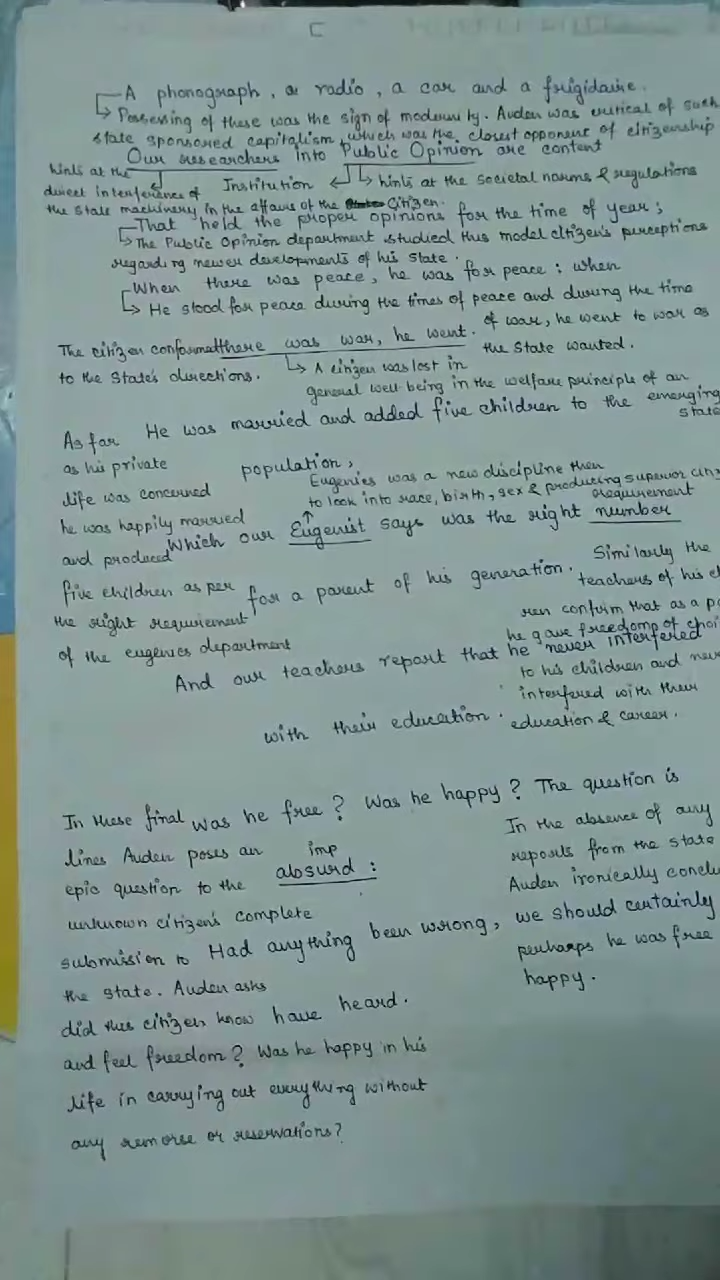 A phonograph, a radio, a car and a frigidaire.
Possessing of these was the sign of modernity. Auden was critical of such
state sponsored capitalism, which was the closest opponent of citizenship
Our researchers into Public Opinion are content
hints at the direct interference of the State machinery in the affairs of the Citizen.
Institution
hints at the societal norms & regulations
That held the proper opinions for the time of year;
The Public Opinion department studied this model citizen's perceptions
regarding newer developments of his state.
When there was peace, he was for peace: when
He stood for peace during the times of peace and during the time
of war, he went to war as
the State wanted.
there was war, he went.
The citizen conformed
to the State's directions.
A citizen was lost in
general well-being in the welfare principle of an
emerging
state
He was married and added five children to the
population,
As far
as his private
life was concerned
he was happily married
and produced
five children as per
the right requirement
of the eugenics department
Eugenics was a new discipline then
to look into race, birth, sex & producing superior
requirement
Which our Eugenist says was the right number
for a parent of his generation.
Similarly the
teachers of his
ren confirm that as a
he gave freedomp of
to his children and
interfered with their
education & career.
And our teachers report that he never interfered
with their education.
Was he free? Was he happy? The question is
imp
absurd:
In these final
lines Auden poses an
epic question to the
unknown citizen's complete
submission to
the state. Auden asks
did this citizen know
and feel freedom? Was he happy in his
life in carrying out everything without
any remorse or reservations?
In the absence of any
reports from the state
Auden ironically
perhaps he was free
happy.
Had anything been wrong, we should certainly
have heard.